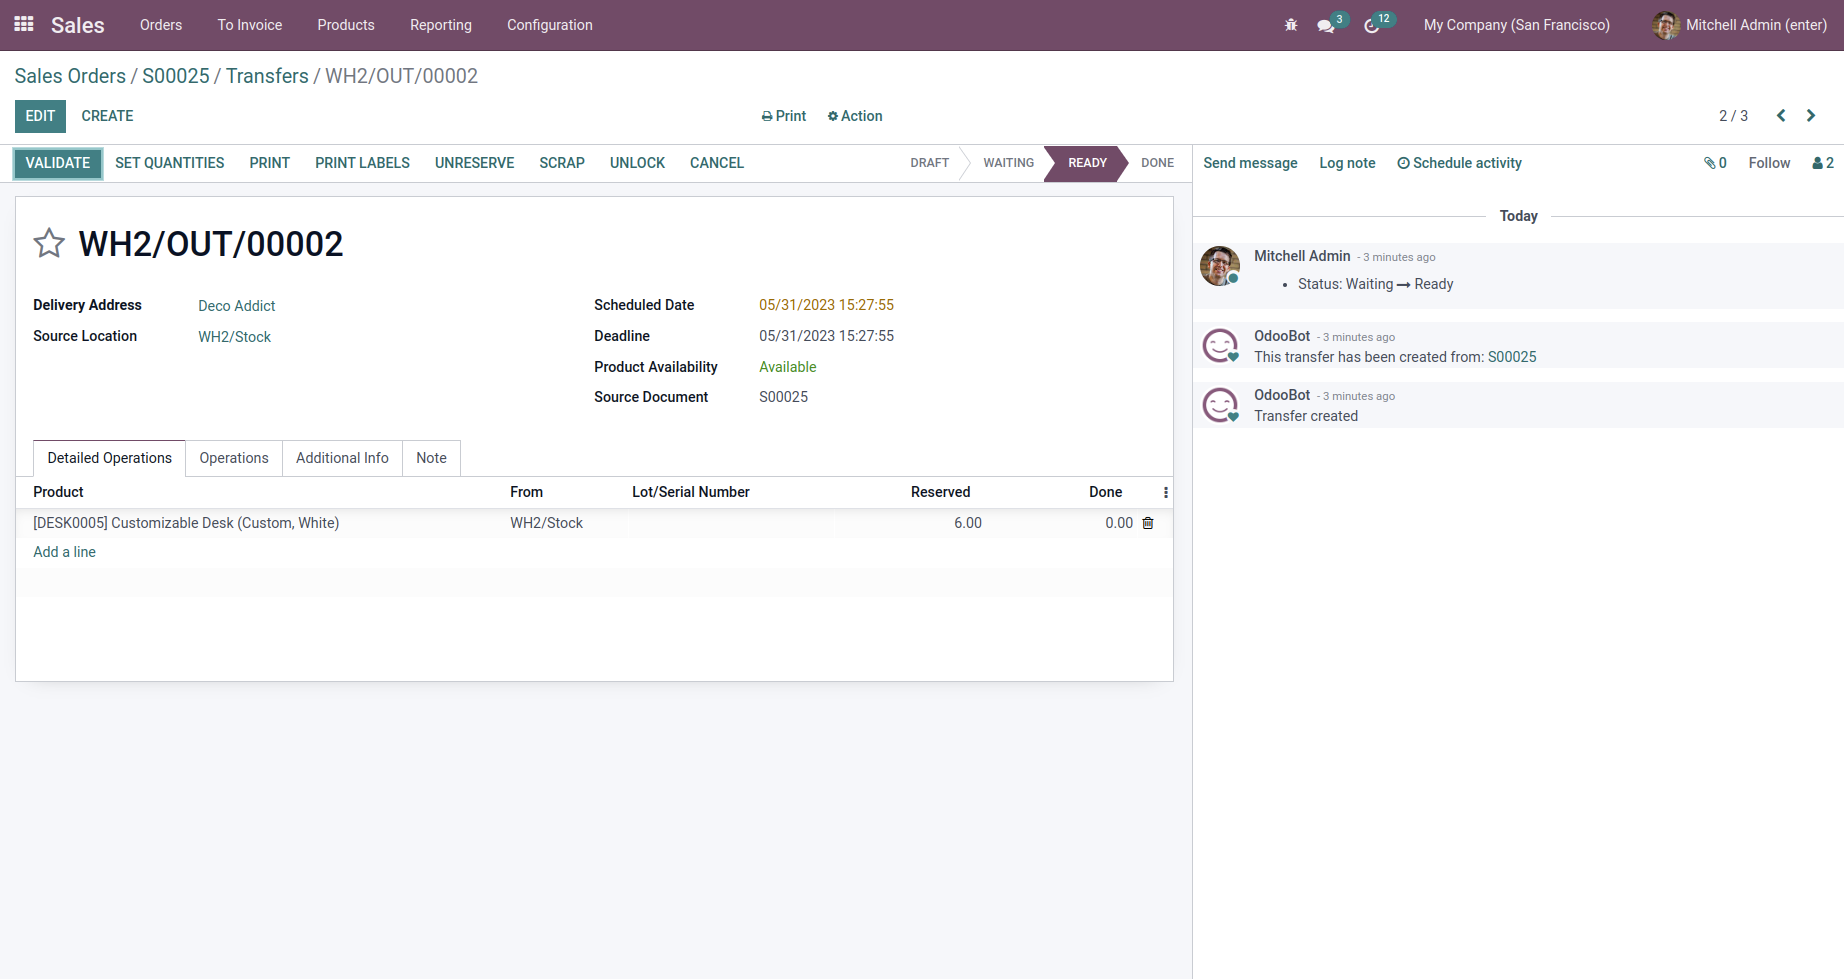 Sales Orders To Invoice Products Reporting Configuration 3 12 My Company (San Francisco) Mitchell Admin (enter)
Sales Orders / S00025 / Transfers / WH2/OUT/00002
EDIT CREATE Print Action 2 / 3
VALIDATE SET QUANTITIES PRINT PRINT LABELS UNRESERVE SCRAP UNLOCK CANCEL DRAFT WAITING READY DONE
Send message Log note Schedule activity 0 Follow 2
WH2/OUT/00002
Delivery Address Deco Addict
Source Location WH2/Stock
Scheduled Date 05/31/2023 15:27:55
Deadline 05/31/2023 15:27:55
Product Availability Available
Source Document S00025
Detailed Operations Operations Additional Info Note
Product From Lot/Serial Number Reserved Done
[DESK0005] Customizable Desk (Custom, White) WH2/Stock 6.00 0.00
Add a line
Today
Mitchell Admin - 3 minutes ago
• Status: Waiting → Ready
OdooBot - 3 minutes ago
This transfer has been created from: S00025
OdooBot - 3 minutes ago
Transfer created